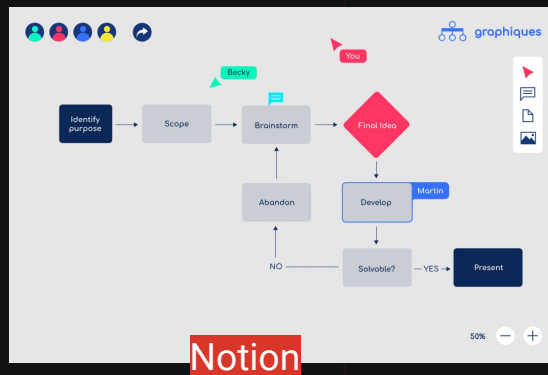 graphiques
You
Becky
Identify
purpose
Scope
Brainstorm
Final Idea
Abandon
Develop
Martin
NO
Solvable?
YES
Present
50%
Notion